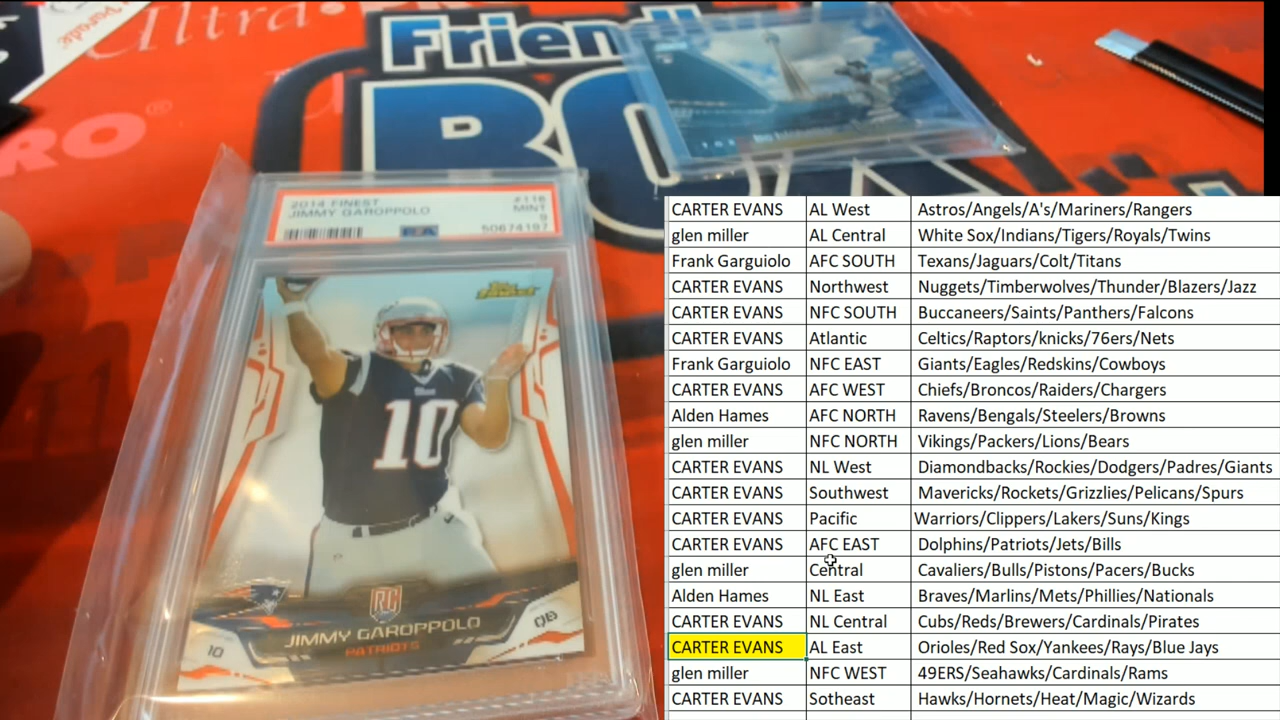 Ultra PRO
Friend
BO
PRO®
2014 FINEST #116
JIMMY GAROPPOLO MINT
9
PSA 50674197
10
RC
10 JIMMY GAROPPOLO QB
PATRIOTS
CARTER EVANS AL West Astros/Angels/A's/Mariners/Rangers
glen miller AL Central White Sox/Indians/Tigers/Royals/Twins
Frank Garguiolo AFC SOUTH Texans/Jaguars/Colt/Titans
CARTER EVANS Northwest Nuggets/Timberwolves/Thunder/Blazers/Jazz
CARTER EVANS NFC SOUTH Buccaneers/Saints/Panthers/Falcons
CARTER EVANS Atlantic Celtics/Raptors/knicks/76ers/Nets
Frank Garguiolo NFC EAST Giants/Eagles/Redskins/Cowboys
CARTER EVANS AFC WEST Chiefs/Broncos/Raiders/Chargers
Alden Hames AFC NORTH Ravens/Bengals/Steelers/Browns
glen miller NFC NORTH Vikings/Packers/Lions/Bears
CARTER EVANS NL West Diamondbacks/Rockies/Dodgers/Padres/Giants
CARTER EVANS Southwest Mavericks/Rockets/Grizzlies/Pelicans/Spurs
CARTER EVANS Pacific Warriors/Clippers/Lakers/Suns/Kings
CARTER EVANS AFC EAST Dolphins/Patriots/Jets/Bills
glen miller Central Cavaliers/Bulls/Pistons/Pacers/Bucks
Alden Hames NL East Braves/Marlins/Mets/Phillies/Nationals
CARTER EVANS NL Central Cubs/Reds/Brewers/Cardinals/Pirates
CARTER EVANS AL East Orioles/Red Sox/Yankees/Rays/Blue Jays
glen miller NFC WEST 49ERS/Seahawks/Cardinals/Rams
CARTER EVANS Sotheast Hawks/Hornets/Heat/Magic/Wizards